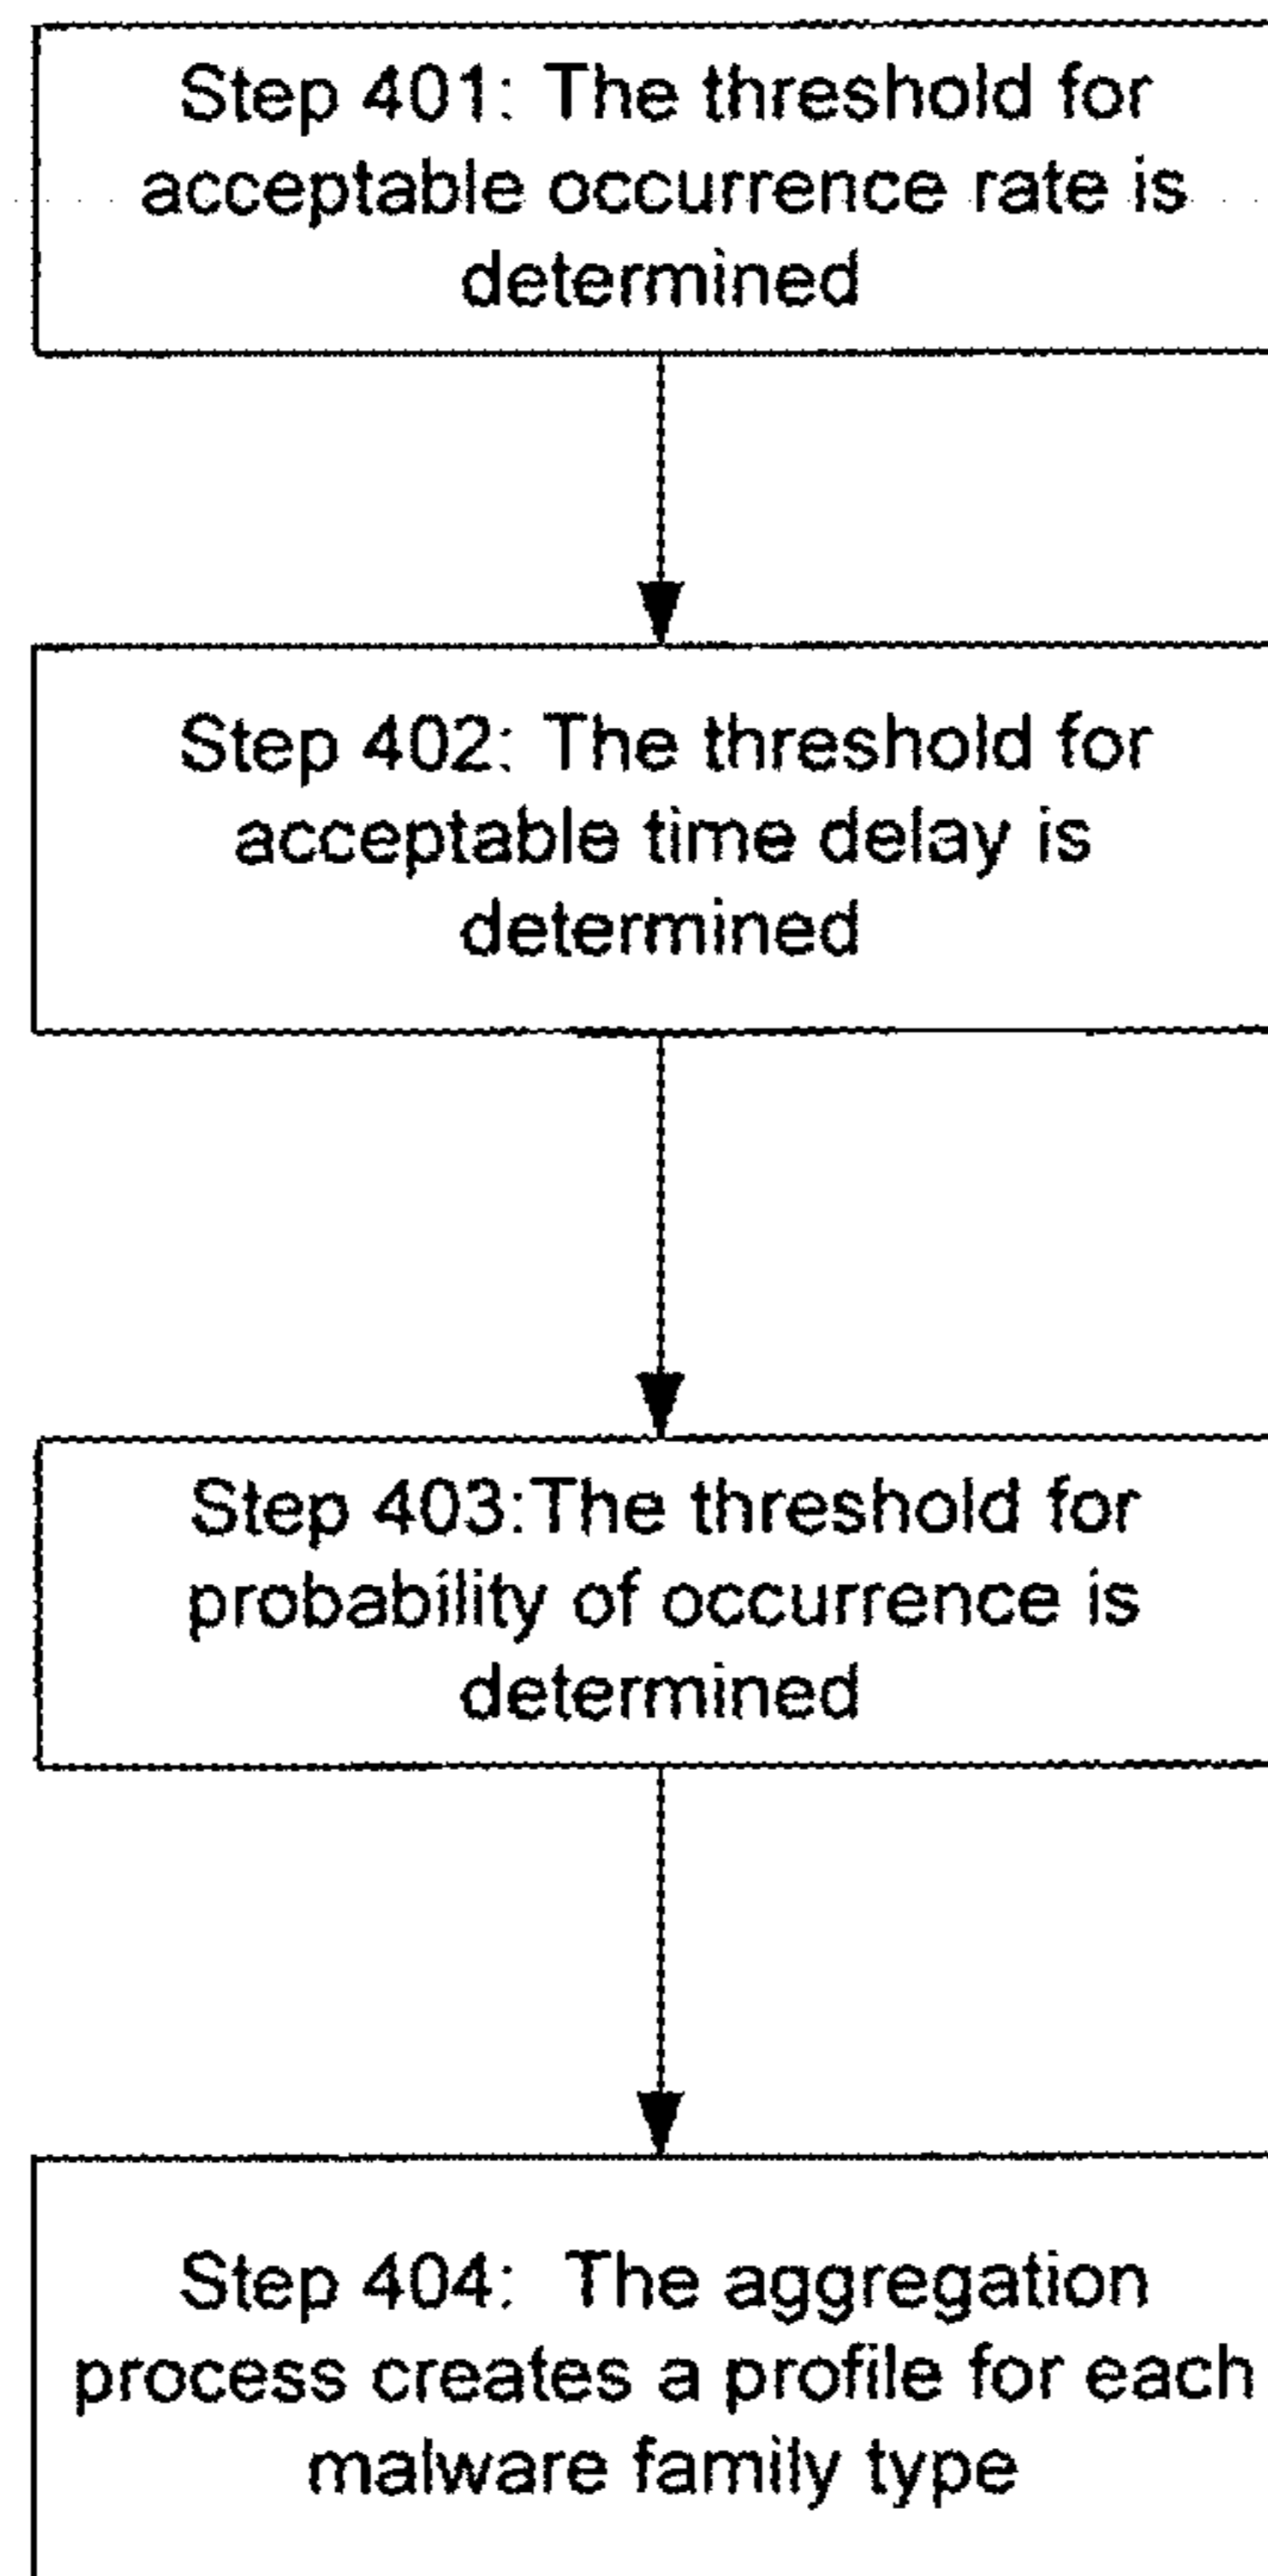 Step 401: The threshold for
acceptable occurrence rate is
determined
Step 402: The threshold for
acceptable time delay is
determined
Step 403:The threshold for
probability of occurrence is
determined
Step 404: The aggregation
process creates a profile for each
malware family type